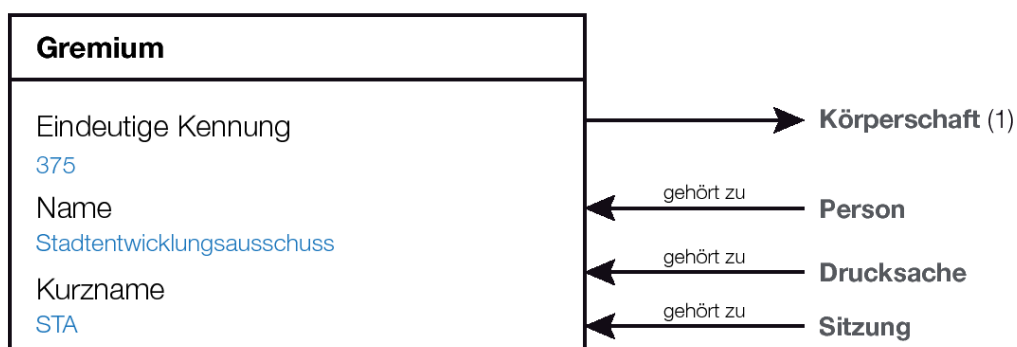 Gremium
Eindeutige Kennung
375
Name
Stadtentwicklungsausschuss
Kurzname
STA
Körperschaft (1)
gehört zu
Person
gehört zu
Drucksache
gehört zu
Sitzung